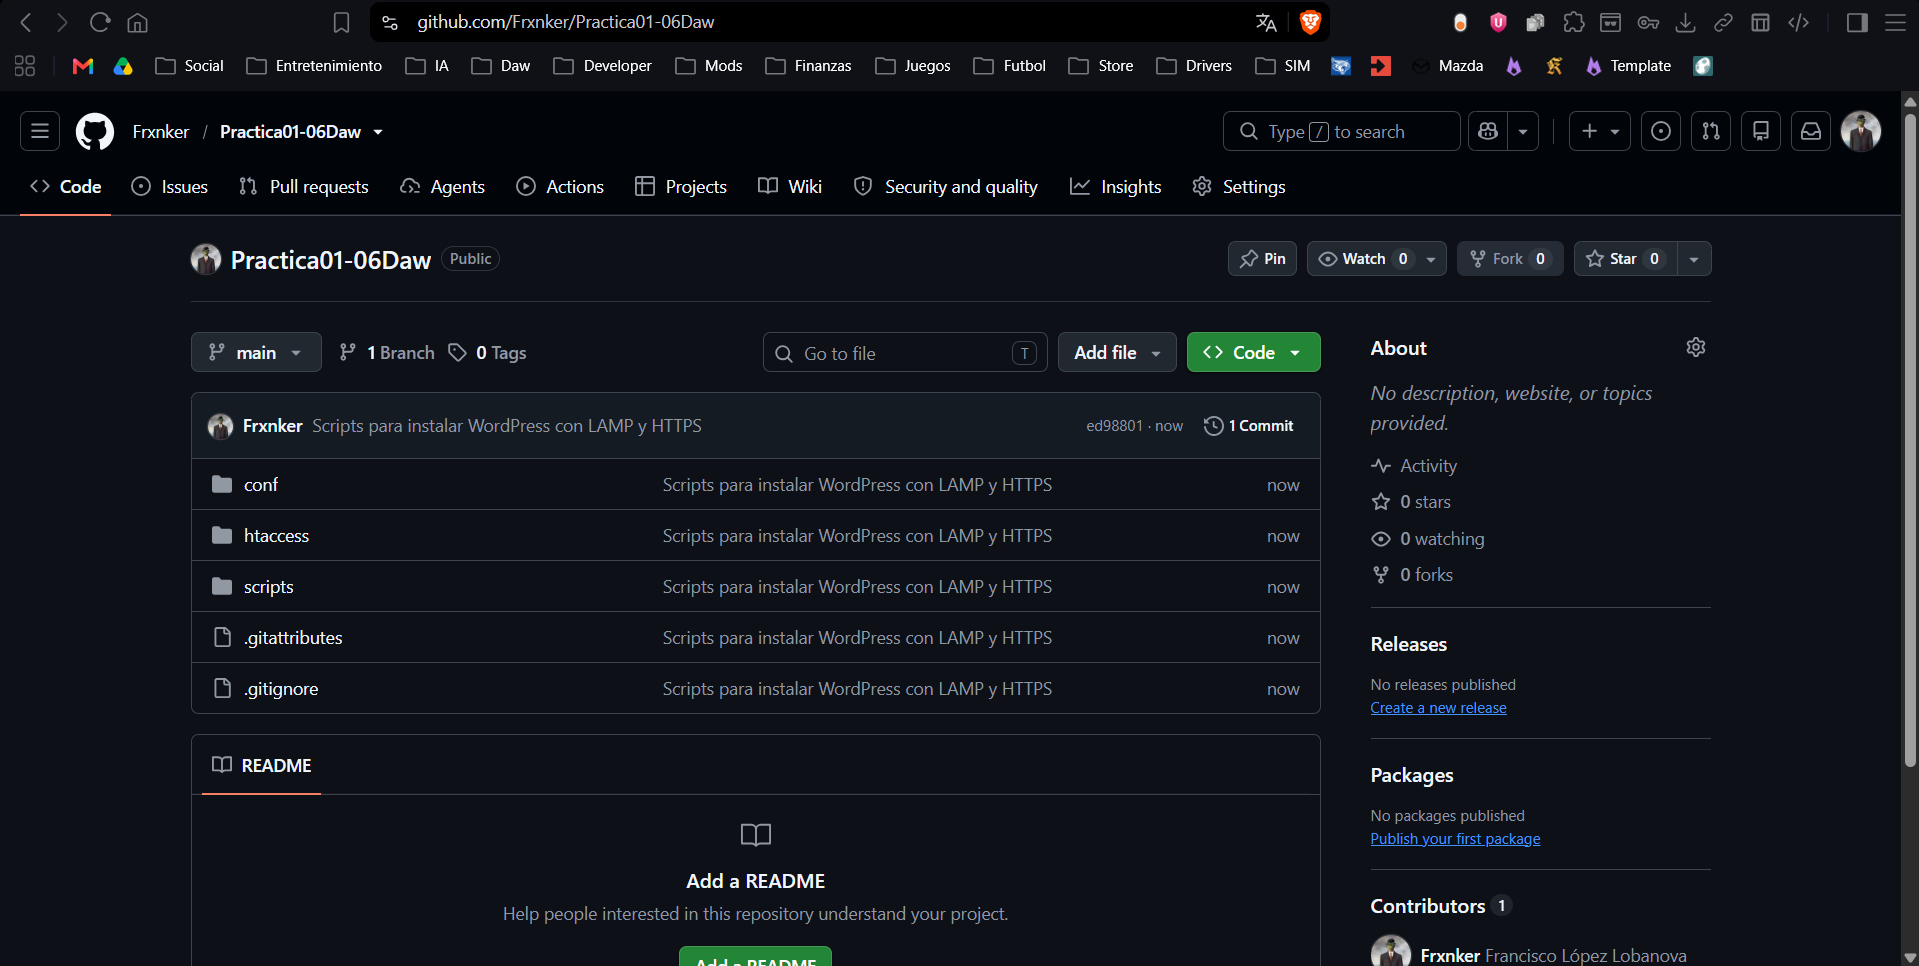 github.com/Frxnker/Practica01-06Daw
Social Entretenimiento IA Daw Developer Mods Finanzas Juegos Futbol Store Drivers SIM Mazda Template
Frxnker / Practica01-06Daw
Type / to search
Code Issues Pull requests Agents Actions Projects Wiki Security and quality Insights Settings
Practica01-06Daw Public
Pin Watch 0 Fork 0 Star 0
main 1 Branch 0 Tags
Go to file T
Add file
Code
Frxnker Scripts para instalar WordPress con LAMP y HTTPS ed98801 · now 1 Commit
conf Scripts para instalar WordPress con LAMP y HTTPS now
htaccess Scripts para instalar WordPress con LAMP y HTTPS now
scripts Scripts para instalar WordPress con LAMP y HTTPS now
.gitattributes Scripts para instalar WordPress con LAMP y HTTPS now
.gitignore Scripts para instalar WordPress con LAMP y HTTPS now
README
Add a README
Help people interested in this repository understand your project.
Add a README
About
No description, website, or topics
provided.
Activity
0 stars
0 watching
0 forks
Releases
No releases published
Create a new release
Packages
No packages published
Publish your first package
Contributors 1
Frxnker Francisco López Lobanova